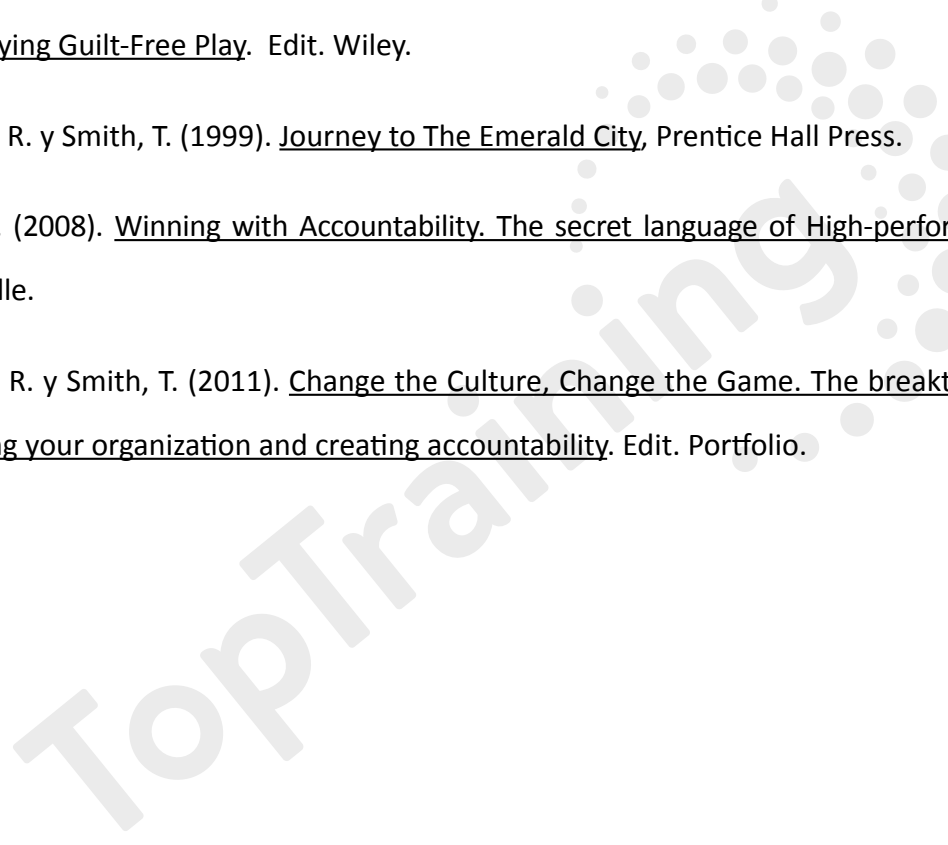 ying Guilt-Free Play.  Edit. Wiley.
R. y Smith, T. (1999). Journey to The Emerald City, Prentice Hall Press.
. (2008). Winning with Accountability. The secret language of High-perfor
lle.
R. y Smith, T. (2011). Change the Culture, Change the Game. The breakt
ng your organization and creating accountability. Edit. Portfolio.
TopTraining